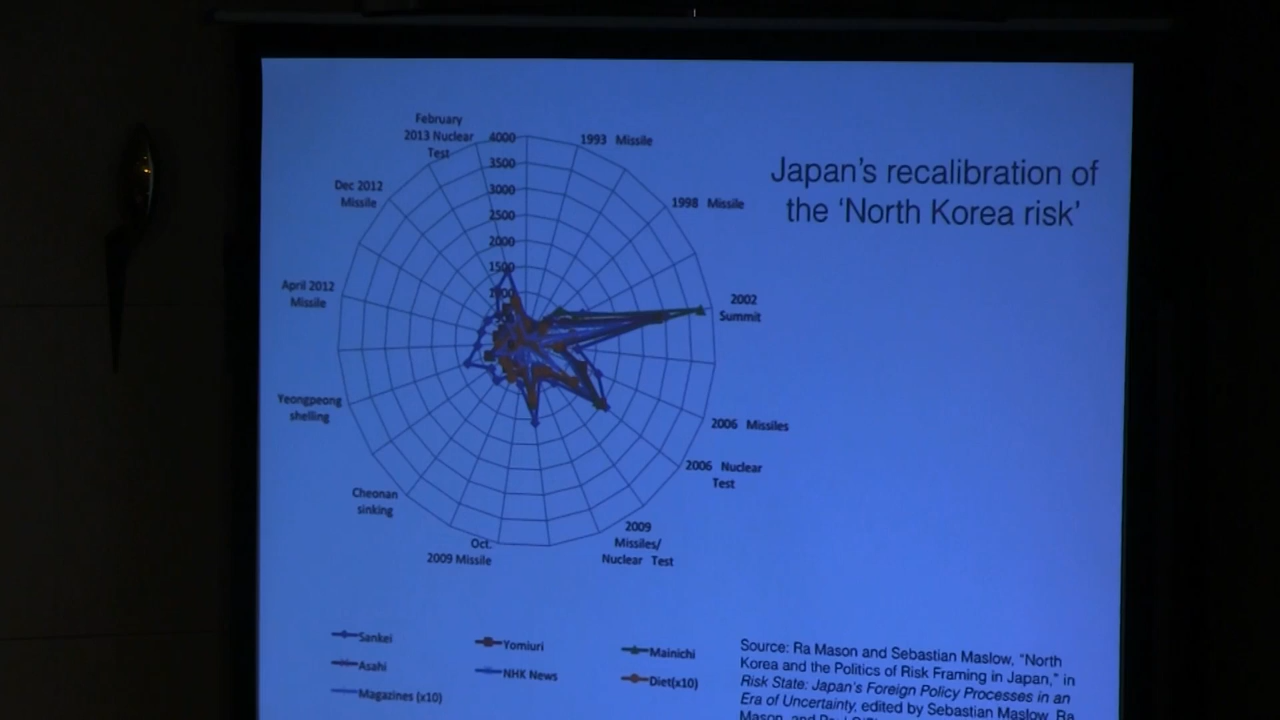 Japan's recalibration of
the 'North Korea risk'
February
2013 Nuclear
Test
4000
3500
3000
2500
2000
1500
1993 Missile
1998 Missile
2002
Summit
2006 Missiles
2006 Nuclear
Test
2009
Missiles/
Nuclear Test
Oct.
2009 Missile
Cheonan
sinking
Yeongpeong
shelling
April 2012
Missile
Dec 2012
Missile
Sankei
Yomiuri
Mainichi
Asahi
NHK News
Diet(x10)
Magazines (x10)
Source: Ra Mason and Sebastian Maslow, "North
Korea and the Politics of Risk Framing in Japan," in
Risk State: Japan's Foreign Policy Processes in an
Era of Uncertainty, edited by Sebastian Maslow, Ra
Mason, and